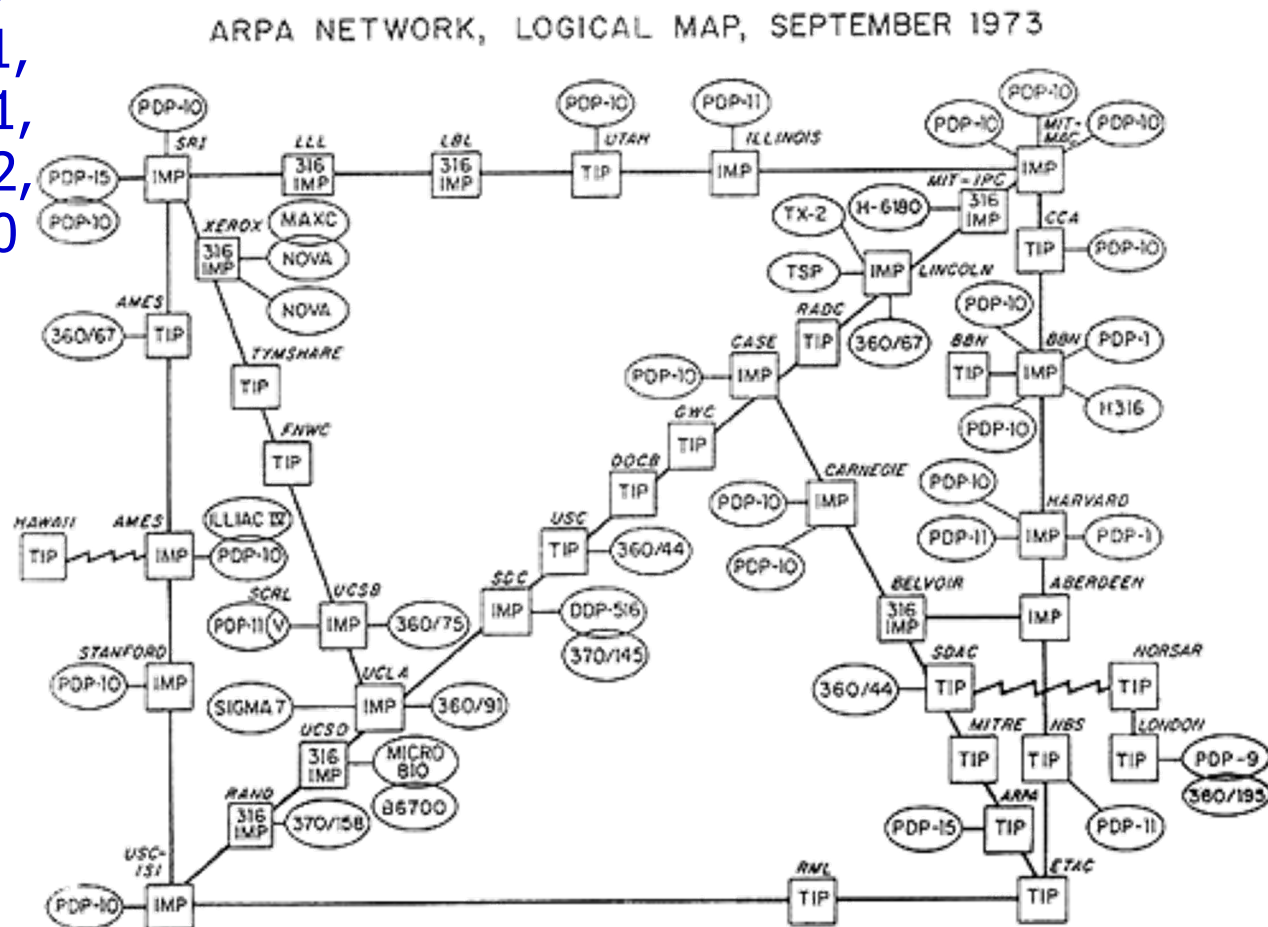 ARPA NETWORK, LOGICAL MAP, SEPTEMBER 1973
1,
1,
2,
0
PDP-10
PDP-10
PDP-11
PDP-10
PDP-10
PDP-10
SRI
LLL
LBL
UTAH
ILLINOIS
MIT-
MAC
PDP-15
IMP
316
IMP
316
IMP
TIP
IMP
IMP
PDP-10
MIT-IPC
316
IMP
H-6180
TX-2
CCA
TIP
PDP-10
XEROX
316
IMP
MAXC
NOVA
NOVA
TSP
IMP
LINCOLN
360/67
AMES
360/67
TIP
RADC
TIP
PDP-10
BBN
TIP
BBN
IMP
PDP-1
H316
PDP-10
TYMSHARE
TIP
CASE
PDP-10
IMP
GWC
TIP
FNWC
TIP
DOCB
TIP
CARNEGIE
PDP-10
IMP
PDP-10
PDP-10
HARVARD
PDP-11
IMP
PDP-1
HAWAII
TIP
AMES
IMP
ILLIAC IV
PDP-10
USC
TIP
360/44
SCRL
PDP-11 V
UCSB
IMP
360/75
SDC
IMP
DDP-516
370/145
BELVOIR
316
IMP
ABERDEEN
IMP
STANFORD
PDP-10
IMP
UCLA
SIGMA 7
IMP
360/91
SDAC
360/44
TIP
NORSAR
TIP
UCSD
316
IMP
MICRO
810
B6700
MITRE
TIP
NBS
TIP
LONDON
TIP
PDP-9
360/195
RAND
316
IMP
370/158
ARPA
PDP-15
TIP
PDP-11
USC-
ISI
PDP-10
IMP
RML
TIP
ETAC
TIP